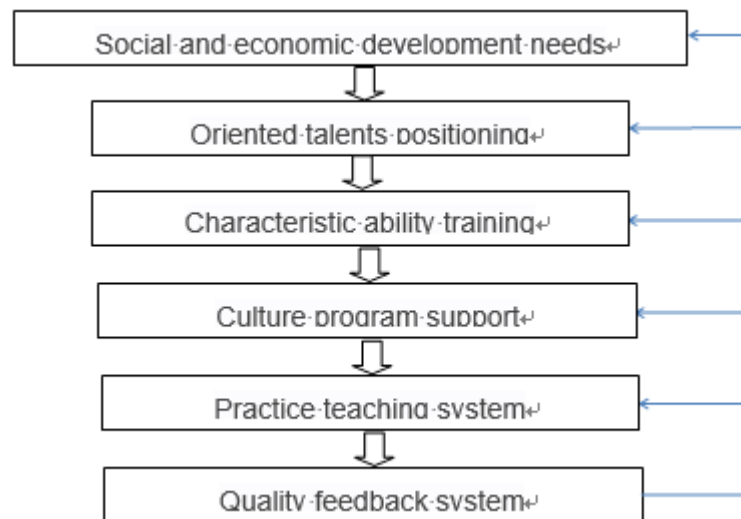 Social and economic development needs
Oriented talents positioning
Characteristic ability training
Culture program support
Practice teaching system
Quality feedback system